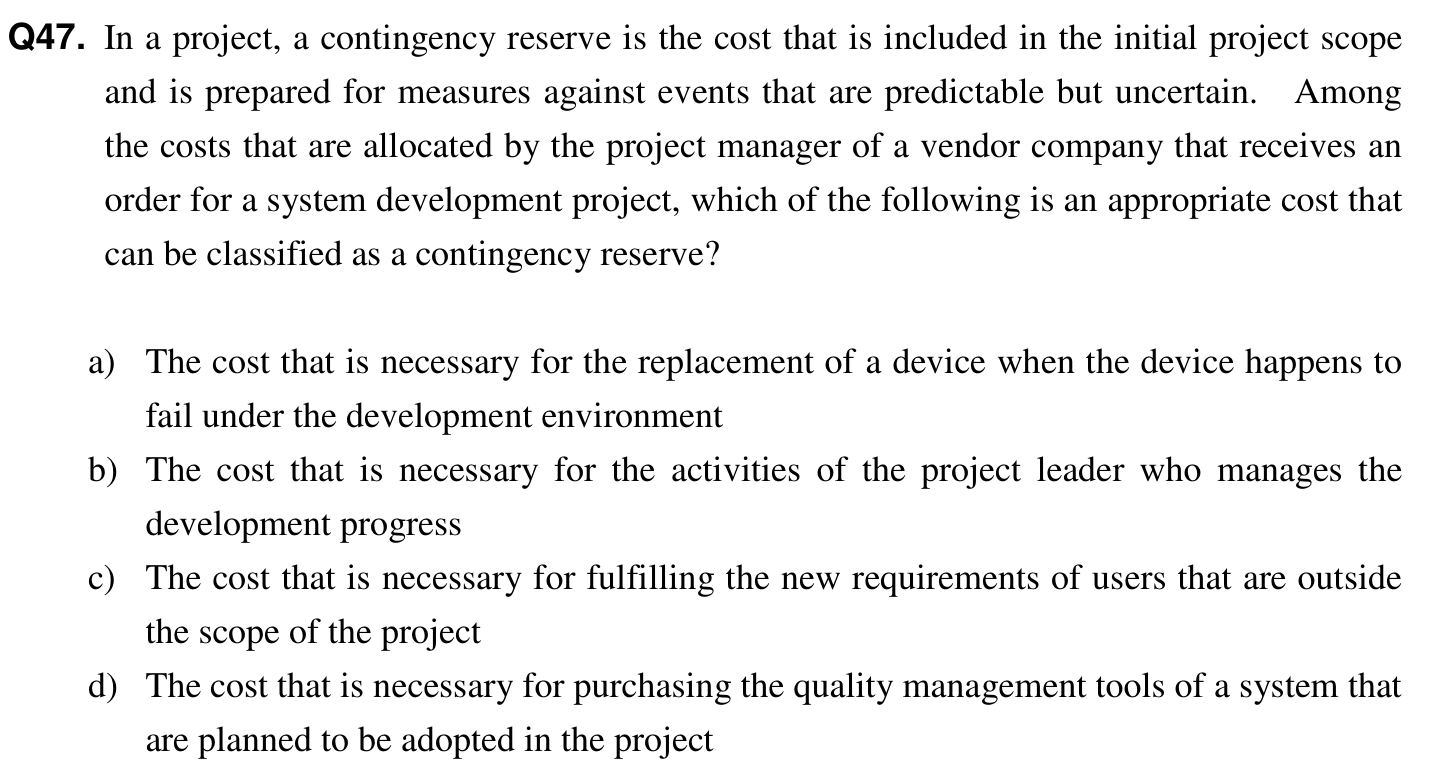 Q47. In a project, a contingency reserve is the cost that is included in the initial project scope
and is prepared for measures against events that are predictable but uncertain. Among
the costs that are allocated by the project manager of a vendor company that receives an
order for a system development project, which of the following is an appropriate cost that
can be classified as a contingency reserve?
a) The cost that is necessary for the replacement of a device when the device happens to
fail under the development environment
b) The cost that is necessary for the activities of the project leader who manages the
development progress
c) The cost that is necessary for fulfilling the new requirements of users that are outside
the scope of the project
d) The cost that is necessary for purchasing the quality management tools of a system that
are planned to be adopted in the project